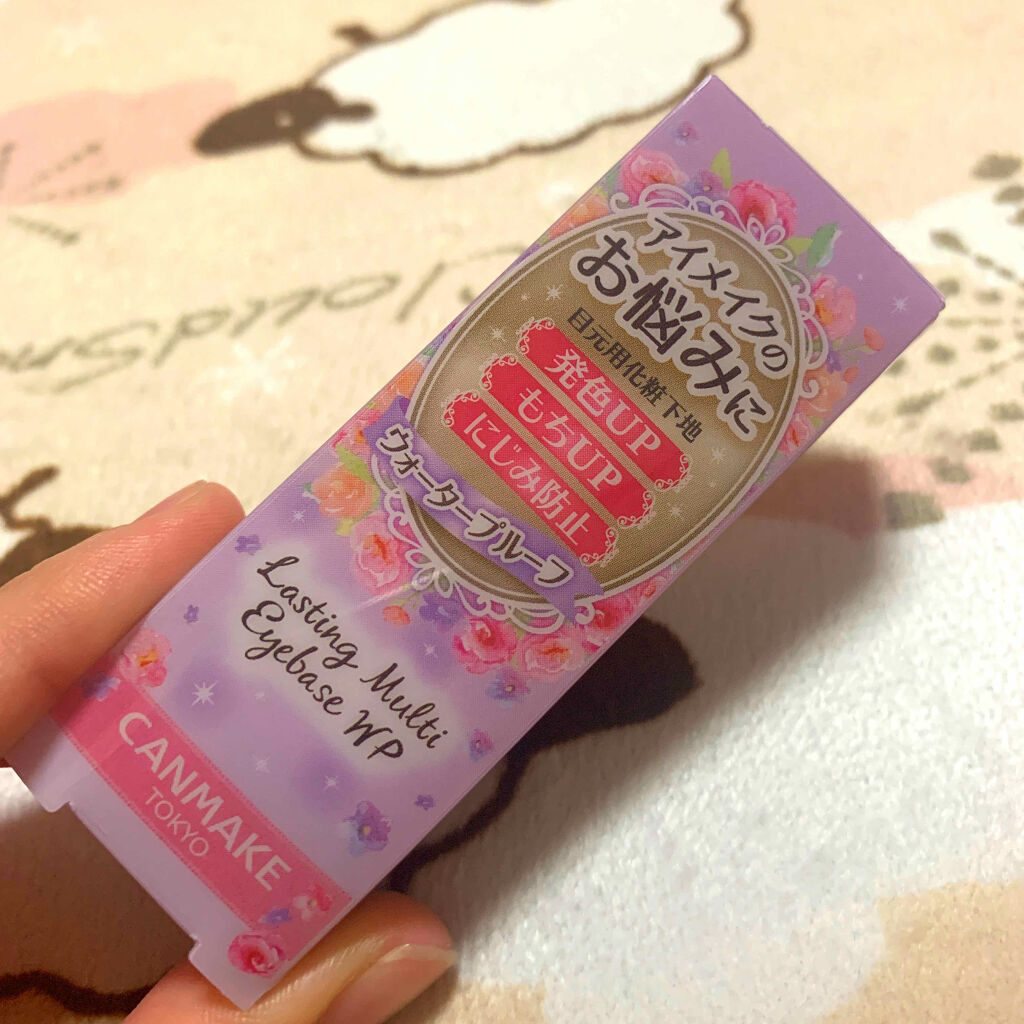 アイメイクの
お悩みに
目元用化粧下地
発色UP
もちUP
にじみ防止
ウォータープルーフ
Lasting Multi
Eyebase WP
CANMAKE
TOKYO